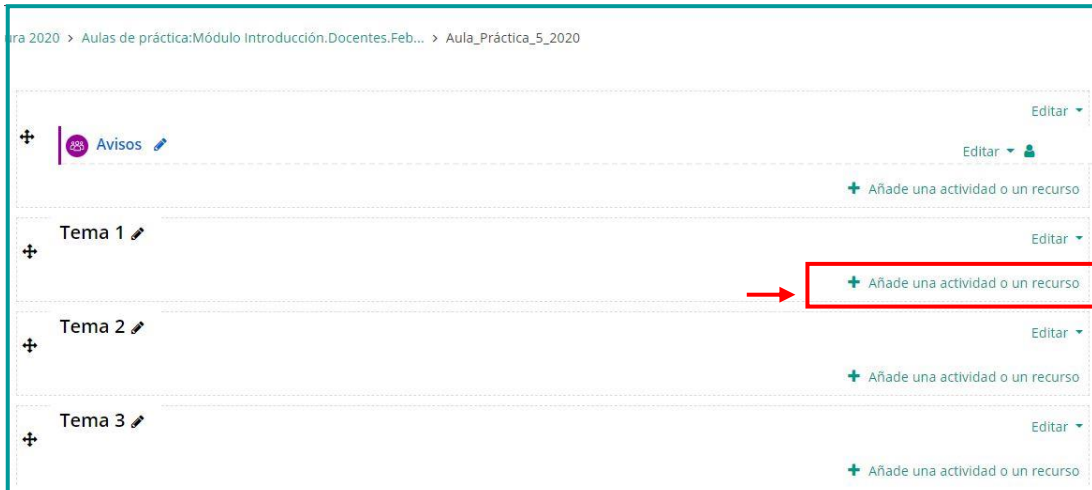 ura 2020 > Aulas de práctica:Módulo Introducción.Docentes.Feb... > Aula_Práctica_5_2020
Editar
Avisos
Editar
+ Añade una actividad o un recurso
Tema 1
Editar
+ Añade una actividad o un recurso
Tema 2
Editar
+ Añade una actividad o un recurso
Tema 3
Editar
+ Añade una actividad o un recurso